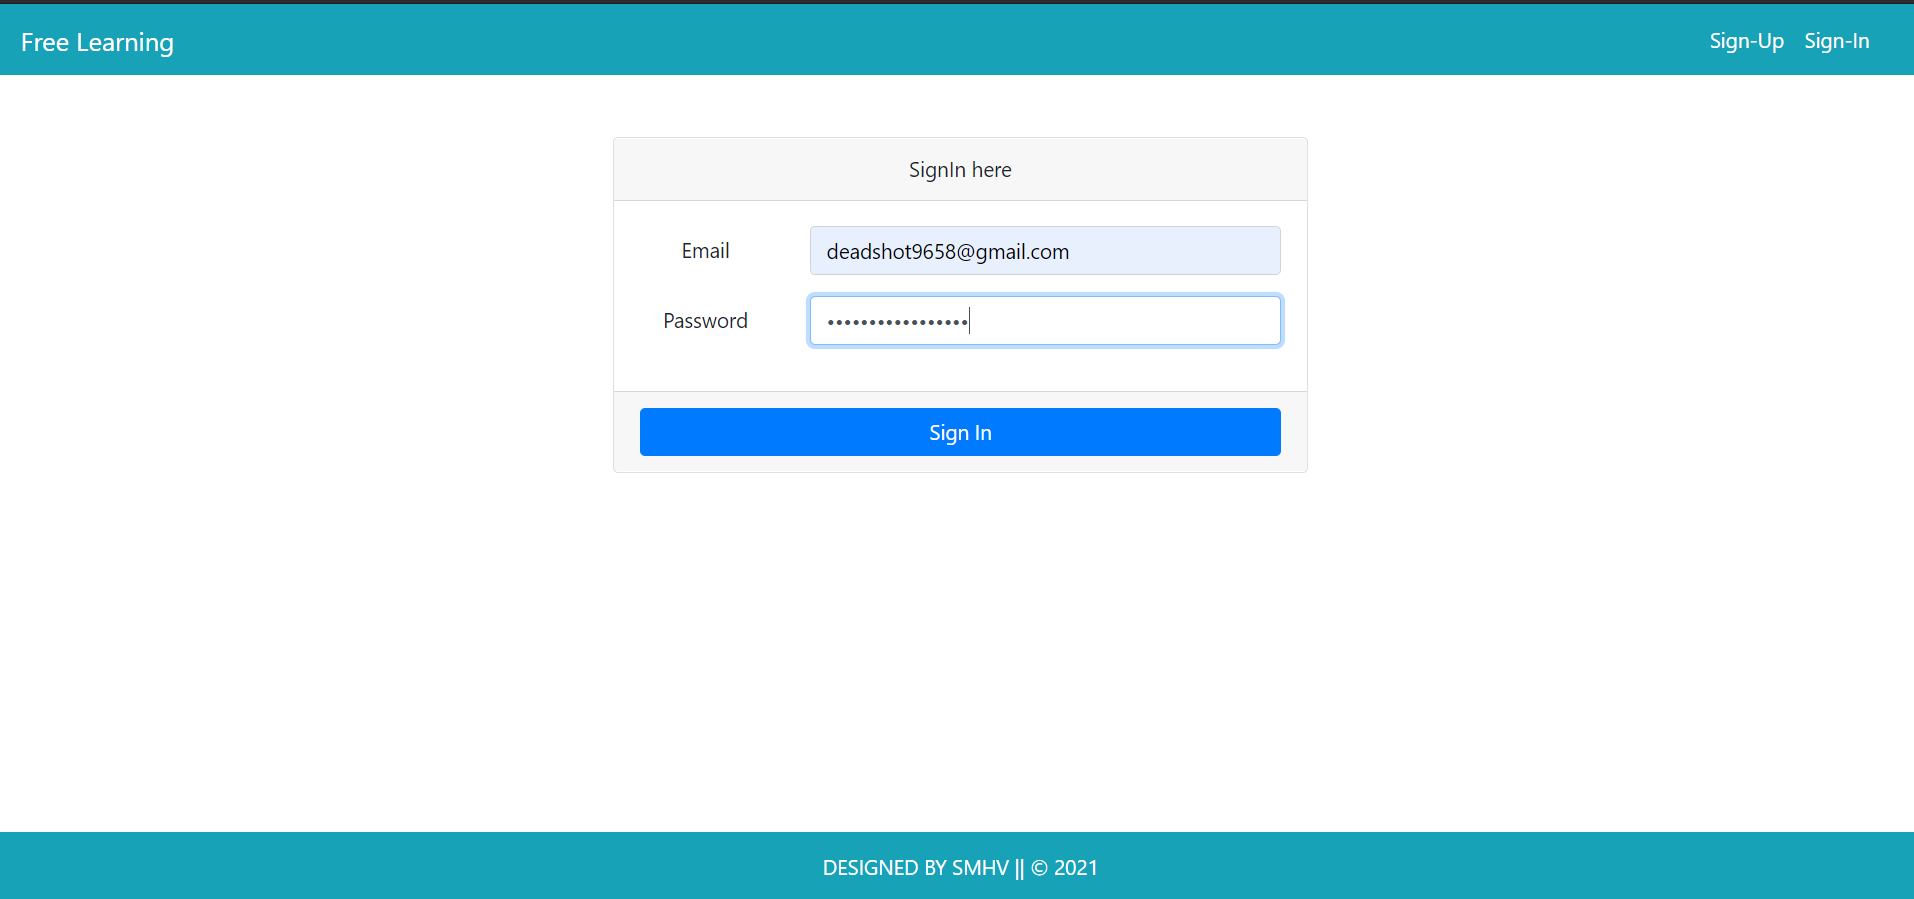 Free Learning
Sign-Up Sign-In
SignIn here
Email deadshot9658@gmail.com
Password •••••••••••••••••
Sign In
DESIGNED BY SMHV || © 2021